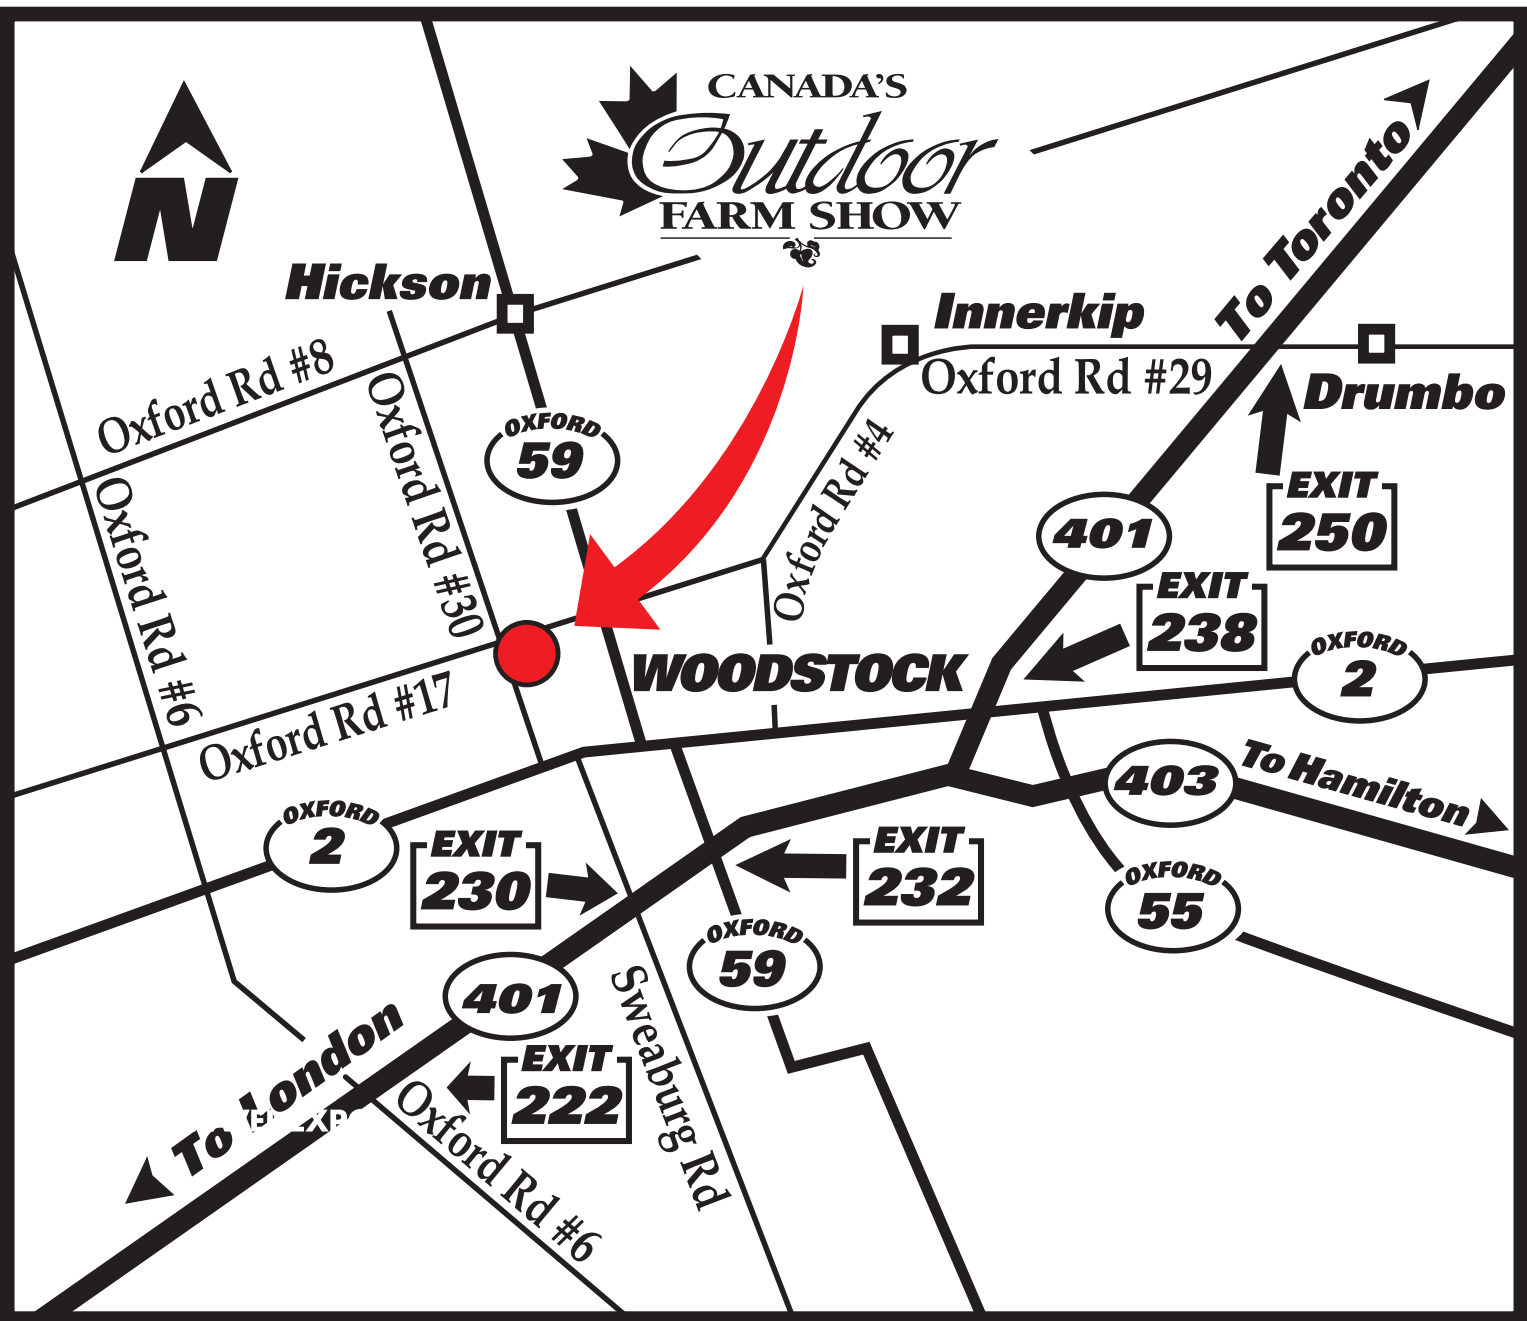 CANADA'S
Outdoor
FARM SHOW
N
To Toronto
Hickson
Innerkip
Oxford Rd #29
Drumbo
Oxford Rd #8
Oxford Rd #30
OXFORD
59
Oxford Rd #4
401
EXIT
250
Oxford Rd #6
EXIT
238
OXFORD
2
WOODSTOCK
Oxford Rd #17
403
To Hamilton
OXFORD
2
EXIT
230
EXIT
232
OXFORD
55
OXFORD
59
401
Sweaburg Rd
To London
EXIT
222
Oxford Rd #6